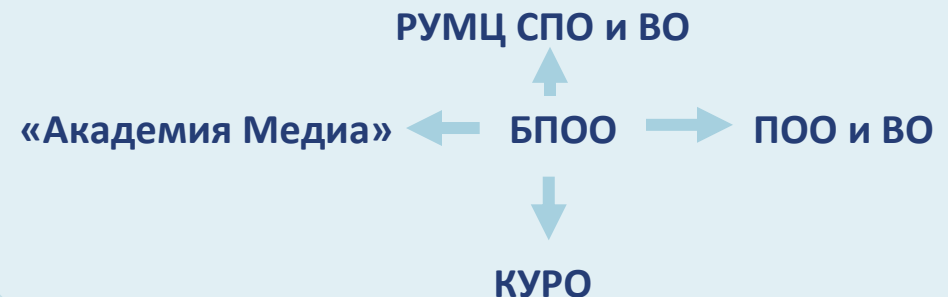 РУМЦ СПО и ВО
«Академия Медиа» БПОО ПОО и ВО
КУРО